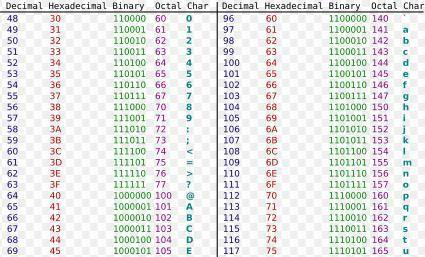 Decimal Hexadecimal Binary Octal Char Decimal Hexadecimal Binary Octal Char
48 30 110000 60 0 96 60 1100000 140 `
49 31 110001 61 1 97 61 1100001 141 a
50 32 110010 62 2 98 62 1100010 142 b
51 33 110011 63 3 99 63 1100011 143 c
52 34 110100 64 4 100 64 1100100 144 d
53 35 110101 65 5 101 65 1100101 145 e
54 36 110110 66 6 102 66 1100110 146 f
55 37 110111 67 7 103 67 1100111 147 g
56 38 111000 70 8 104 68 1101000 150 h
57 39 111001 71 9 105 69 1101001 151 i
58 3A 111010 72 : 106 6A 1101010 152 j
59 3B 111011 73 ; 107 6B 1101011 153 k
60 3C 111100 74 < 108 6C 1101100 154 l
61 3D 111101 75 = 109 6D 1101101 155 m
62 3E 111110 76 > 110 6E 1101110 156 n
63 3F 111111 77 ? 111 6F 1101111 157 o
64 40 1000000 100 @ 112 70 1110000 160 p
65 41 1000001 101 A 113 71 1110001 161 q
66 42 1000010 102 B 114 72 1110010 162 r
67 43 1000011 103 C 115 73 1110011 163 s
68 44 1000100 104 D 116 74 1110100 164 t
69 45 1000101 105 E 117 75 1110101 165 u